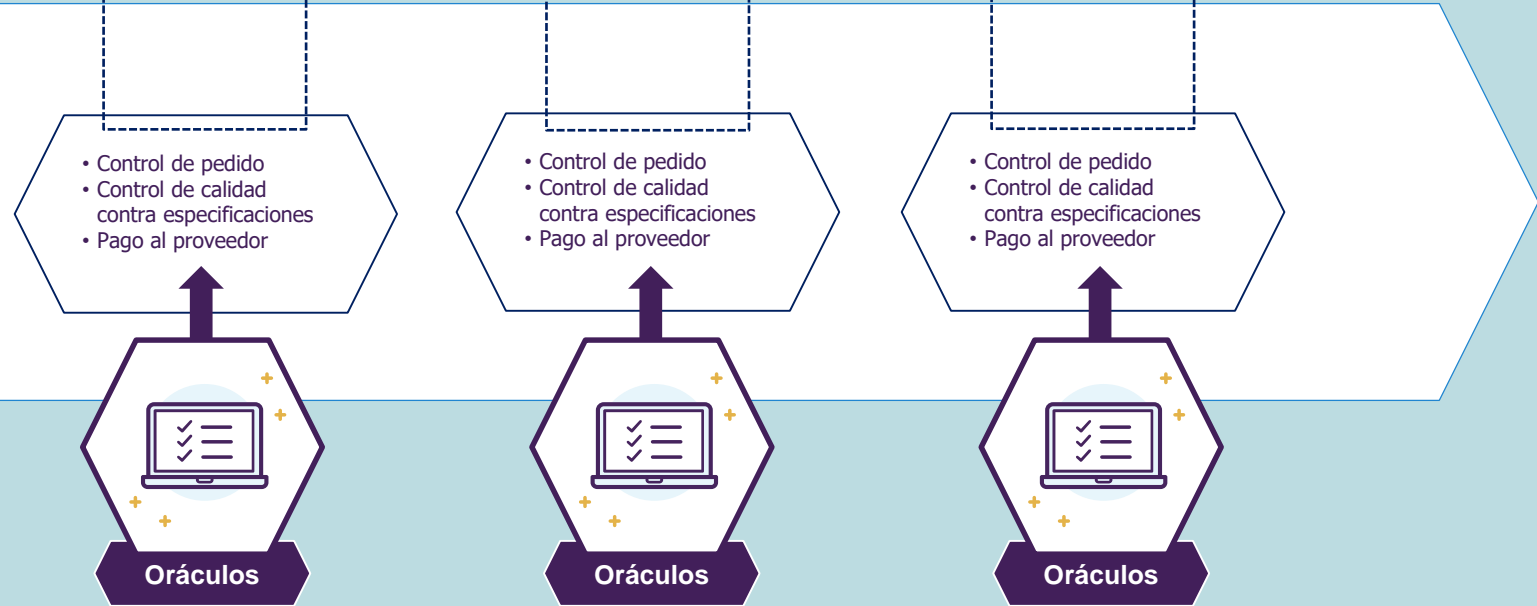 • Control de pedido
• Control de calidad
contra especificaciones
• Pago al proveedor
• Control de pedido
• Control de calidad
contra especificaciones
• Pago al proveedor
• Control de pedido
• Control de calidad
contra especificaciones
• Pago al proveedor
Oráculos
Oráculos
Oráculos